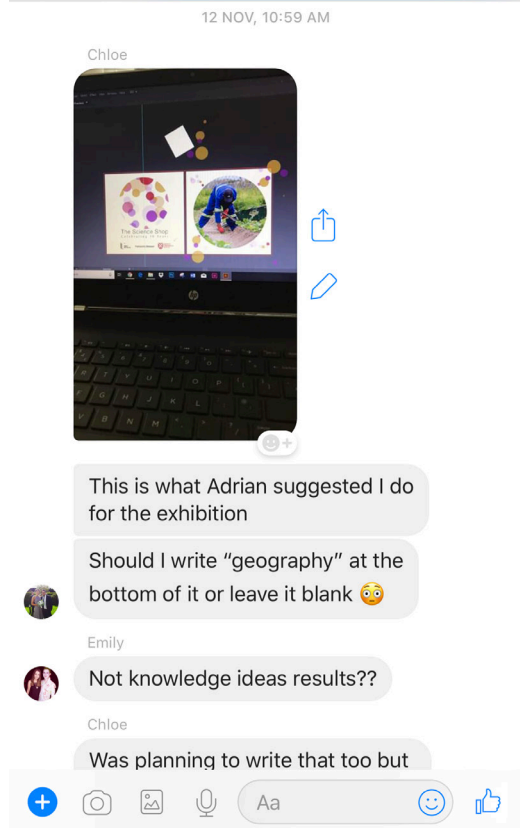 12 NOV, 10:59 AM
Chloe
The Science Shop
hp
7 Y U I O P
G H J K L
V B N M
This is what Adrian suggested I do
for the exhibition
Should I write “geography” at the
bottom of it or leave it blank 😳
Emily
Not knowledge ideas results??
Chloe
Was planning to write that too but
Aa